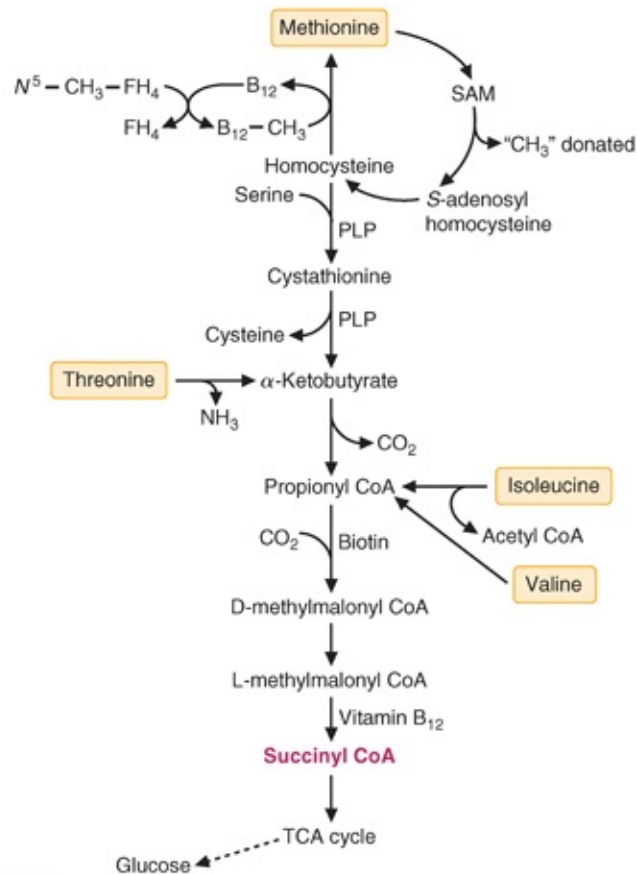 Methionine
N⁵–CH₃–FH₄
B₁₂
SAM
FH₄
B₁₂–CH₃
"CH₃" donated
Homocysteine
Serine
S-adenosyl
homocysteine
PLP
Cystathionine
PLP
Cysteine
Threonine
α-Ketobutyrate
NH₃
CO₂
Propionyl CoA
Isoleucine
CO₂
Biotin
Acetyl CoA
Valine
D-methylmalonyl CoA
L-methylmalonyl CoA
Vitamin B₁₂
Succinyl CoA
TCA cycle
Glucose